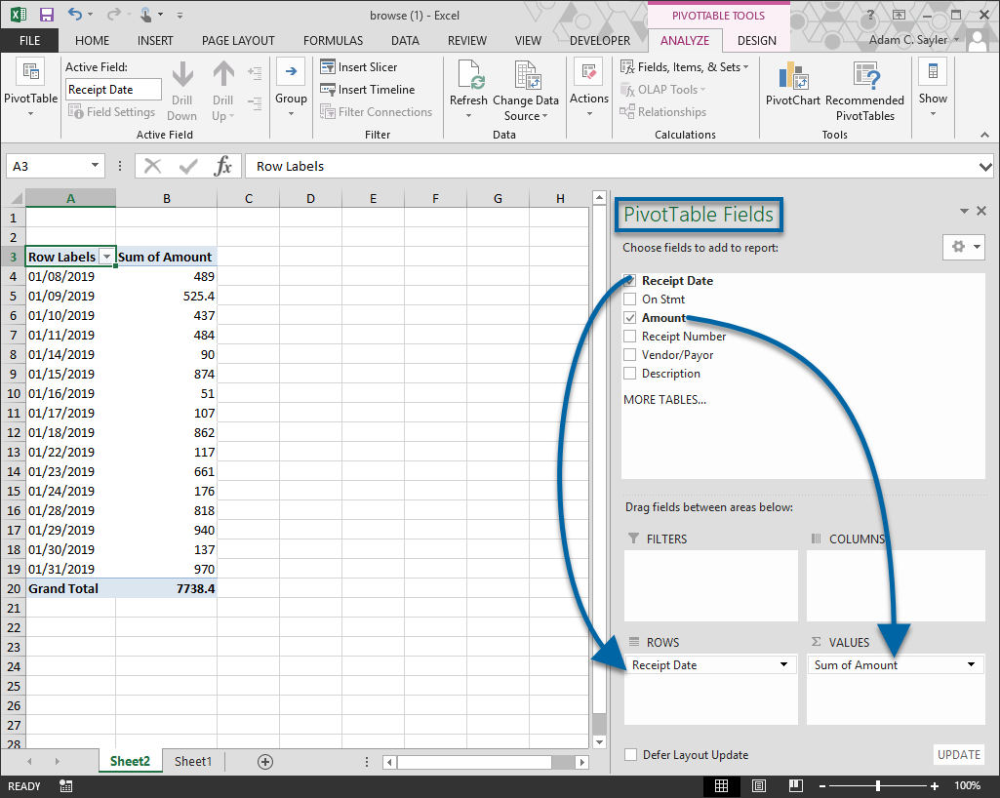 browse (1) - Excel
PIVOTTABLE TOOLS
?
FILE HOME INSERT PAGE LAYOUT FORMULAS DATA REVIEW VIEW DEVELOPER ANALYZE DESIGN
Adam C. Sayler
PivotTable
Active Field:
Receipt Date
Field Settings
Drill Down
Drill Up
Active Field
Group
Insert Slicer
Insert Timeline
Filter Connections
Filter
Refresh
Change Data Source
Data
Actions
Fields, Items, & Sets
OLAP Tools
Relationships
Calculations
PivotChart
Recommended PivotTables
Tools
Show
A3
fx
Row Labels
A B C D E F G H
1
2
3 Row Labels Sum of Amount
4 01/08/2019 489
5 01/09/2019 525.4
6 01/10/2019 437
7 01/11/2019 484
8 01/14/2019 90
9 01/15/2019 874
10 01/16/2019 51
11 01/17/2019 107
12 01/18/2019 862
13 01/22/2019 117
14 01/23/2019 661
15 01/24/2019 176
16 01/28/2019 818
17 01/29/2019 940
18 01/30/2019 137
19 01/31/2019 970
20 Grand Total 7738.4
21
22
23
24
25
26
27
28
PivotTable Fields
Choose fields to add to report:
Receipt Date
On Stmt
Amount
Receipt Number
Vendor/Payor
Description
MORE TABLES...
Drag fields between areas below:
FILTERS
COLUMNS
ROWS
Σ VALUES
Receipt Date
Sum of Amount
Defer Layout Update
UPDATE
Sheet2 Sheet1
READY
100%